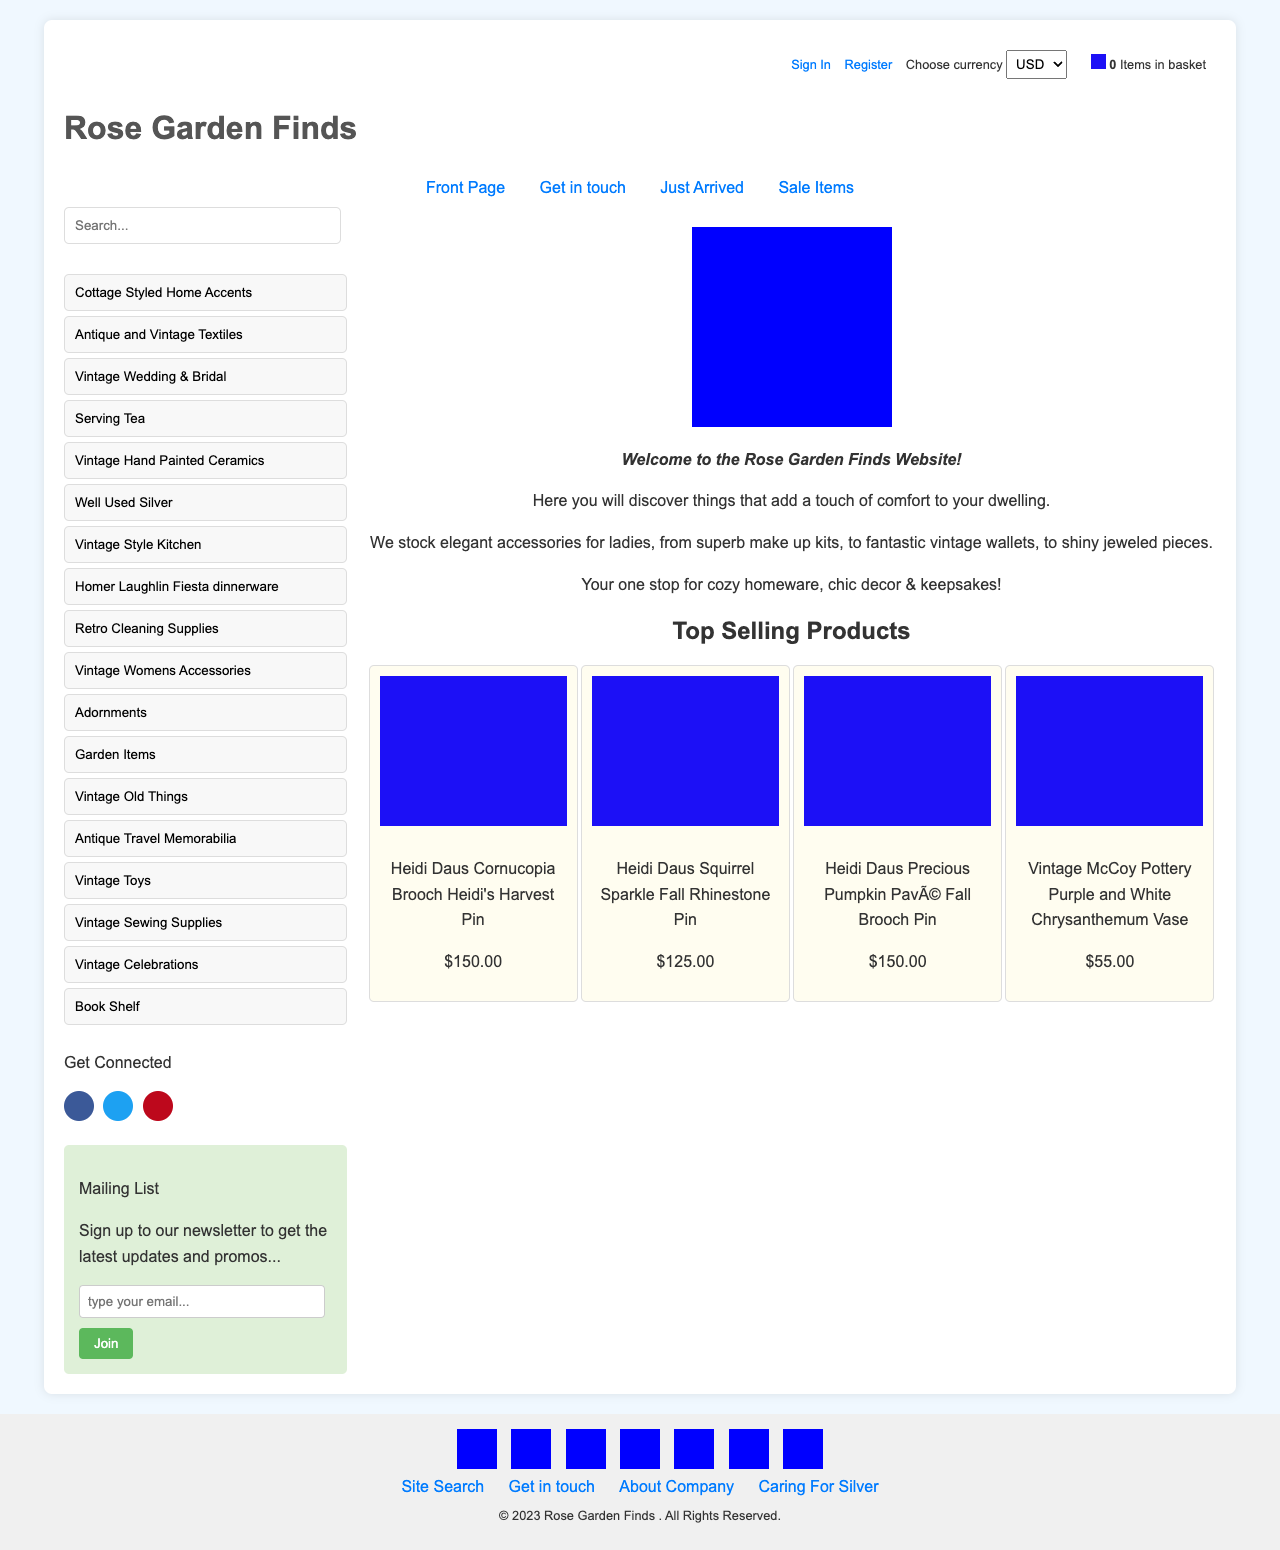 Sign In Register Choose currency USD 0 Items in basket
Rose Garden Finds
Front Page Get in touch Just Arrived Sale Items
Search...
Cottage Styled Home Accents
Antique and Vintage Textiles
Vintage Wedding & Bridal
Serving Tea
Vintage Hand Painted Ceramics
Well Used Silver
Vintage Style Kitchen
Homer Laughlin Fiesta dinnerware
Retro Cleaning Supplies
Vintage Womens Accessories
Adornments
Garden Items
Vintage Old Things
Antique Travel Memorabilia
Vintage Toys
Vintage Sewing Supplies
Vintage Celebrations
Book Shelf
Get Connected
Mailing List
Sign up to our newsletter to get the
latest updates and promos...
type your email...
Join
Welcome to the Rose Garden Finds Website!
Here you will discover things that add a touch of comfort to your dwelling.
We stock elegant accessories for ladies, from superb make up kits, to fantastic vintage wallets, to shiny jeweled pieces.
Your one stop for cozy homeware, chic decor & keepsakes!
Top Selling Products
Heidi Daus Cornucopia
Brooch Heidi's Harvest
Pin
$150.00
Heidi Daus Squirrel
Sparkle Fall Rhinestone
Pin
$125.00
Heidi Daus Precious
Pumpkin PavÃ© Fall
Brooch Pin
$150.00
Vintage McCoy Pottery
Purple and White
Chrysanthemum Vase
$55.00
Site Search Get in touch About Company Caring For Silver
© 2023 Rose Garden Finds . All Rights Reserved.